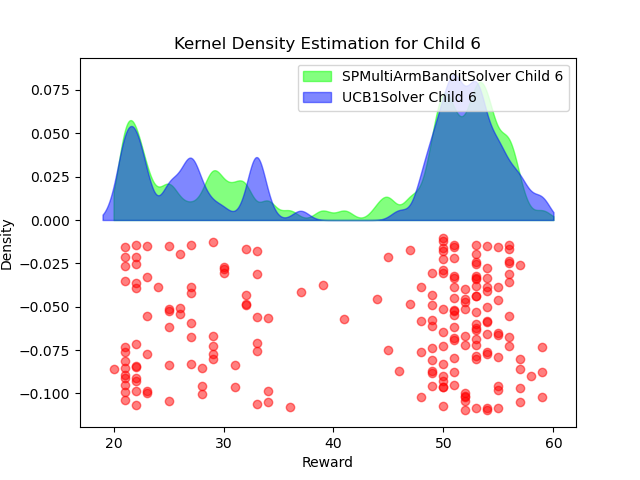 Kernel Density Estimation for Child 6
SPMultiArmBanditSolver Child 6
UCB1Solver Child 6
0.075
0.050
0.025
0.000
−0.025
−0.050
−0.075
−0.100
Density
20 30 40 50 60
Reward